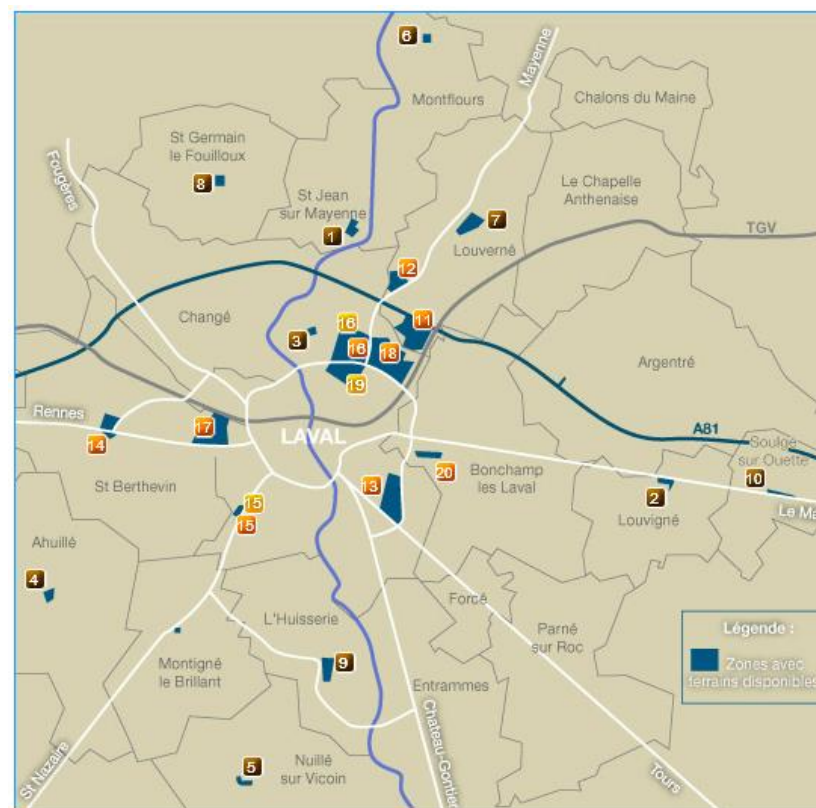 6
Mayenne
Montflours
Chalons du Maine
St Germain
le Fouilloux
Fougères
8
Le Chapelle
Anthenaise
St Jean
sur Mayenne
7
1
Louverné
TGV
12
Changé
16
11
3
16
18
Argentré
19
Rennes
A81
17
LAVAL
14
Soulgé
sur Ouette
20
Bonchamp
les Laval
10
St Berthevin
13
2
15
Louvigné
Le Ma
15
Ahuillé
4
Forcé
L'Huisserie
Légende :
Parné
sur Roc
9
Zones avec
terrains disponibles
Montigné
le Brillant
Entrammes
Chateau-Gontier
St Nazaire
5
Nuillé
sur Vicoin
Tours